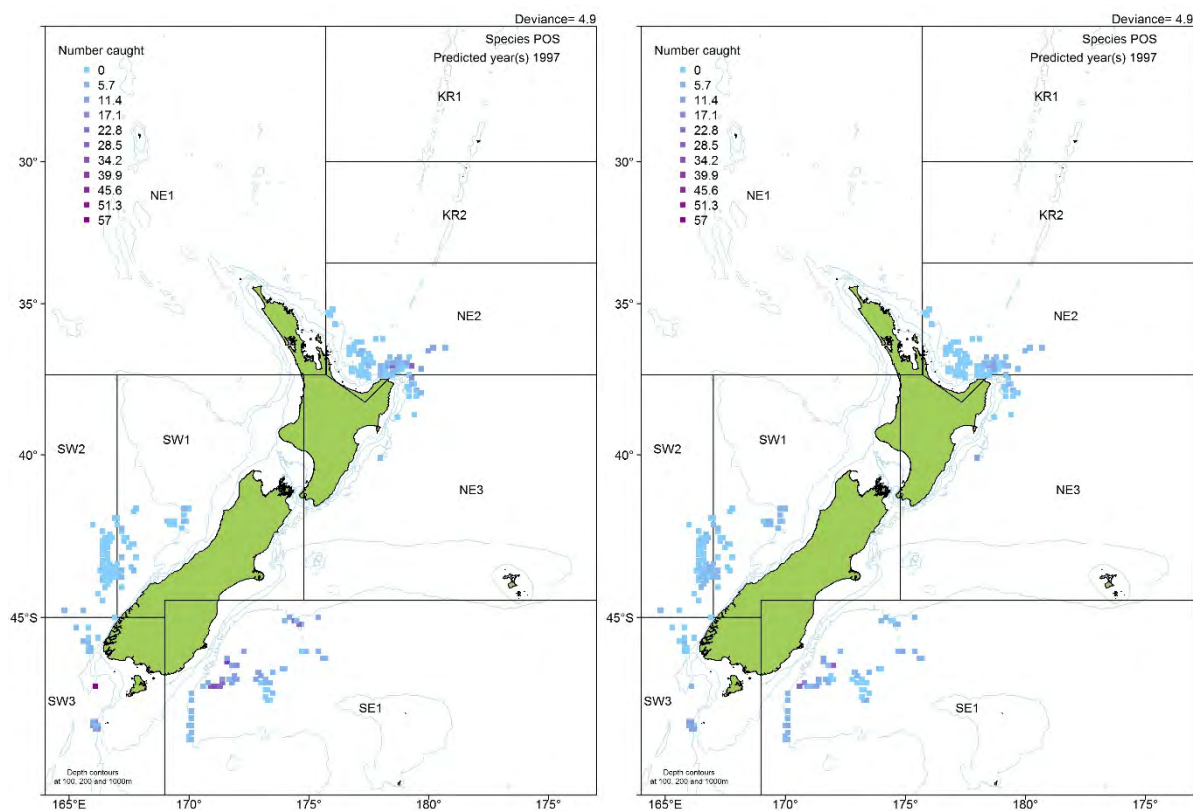 Deviance= 4.9
Species POS
Predicted year(s) 1997
Number caught
0
5.7
11.4
17.1
22.8
28.5
34.2
39.9
45.6
51.3
57
KR1
30°
NE1
KR2
35°
NE2
SW2
SW1
40°
NE3
45°S
SW3
SE1
Depth contours
at 100, 200 and 1000m
165°E
170°
175°
180°
175°
Deviance= 4.9
Species POS
Predicted year(s) 1997
Number caught
0
5.7
11.4
17.1
22.8
28.5
34.2
39.9
45.6
51.3
57
KR1
30°
NE1
KR2
35°
NE2
SW2
SW1
40°
NE3
45°S
SW3
SE1
Depth contours
at 100, 200 and 1000m
165°E
170°
175°
180°
175°